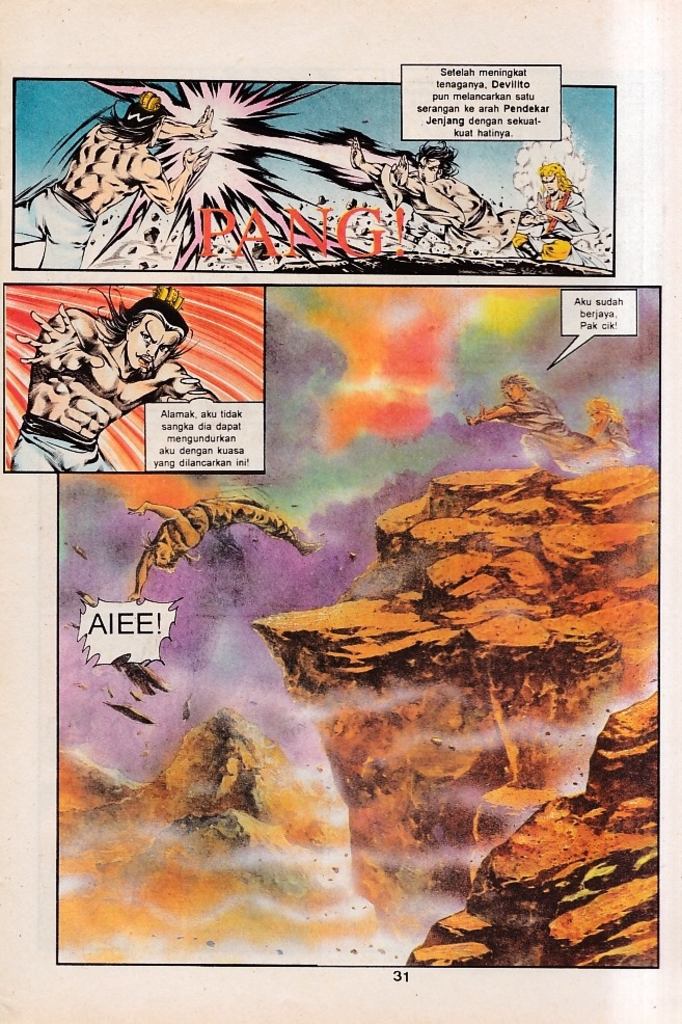 Setelah meningkat
tenaganya, Devilito
pun melancarkan satu
serangan ke arah Pendekar
Jenjang dengan sekuat-
kuat hatinya.
PANG!
Alamak, aku tidak
sangka dia dapat
mengundurkan
aku dengan kuasa
yang dilancarkan ini!
Aku sudah
berjaya,
Pak cik!
AIEE!
31